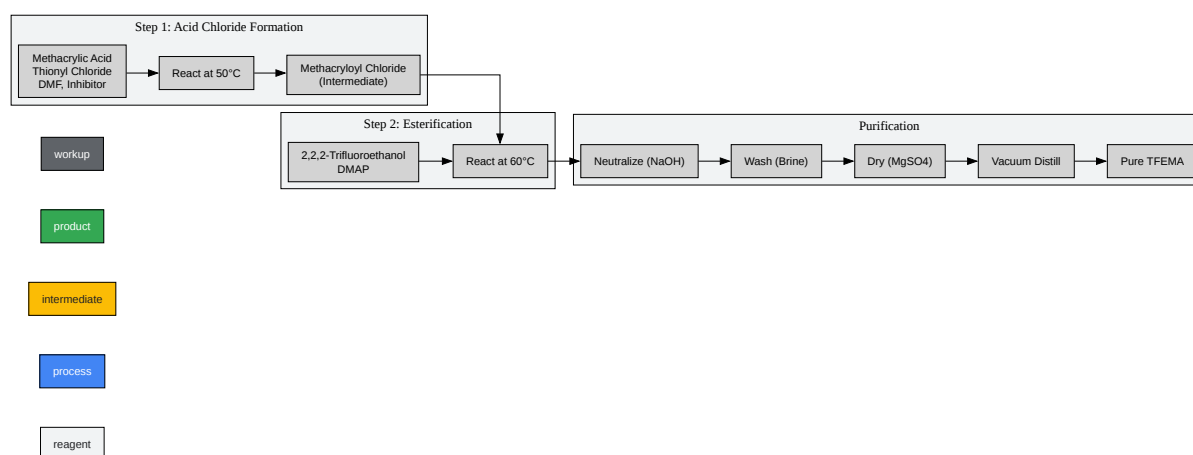 Step 1: Acid Chloride Formation
Methacrylic Acid
Thionyl Chloride
DMF, Inhibitor
React at 50°C
Methacryloyl Chloride
(Intermediate)
Step 2: Esterification
2,2,2-Trifluoroethanol
DMAP
React at 60°C
Purification
Neutralize (NaOH)
Wash (Brine)
Dry (MgSO4)
Vacuum Distill
Pure TFEMA
workup
product
intermediate
process
reagent